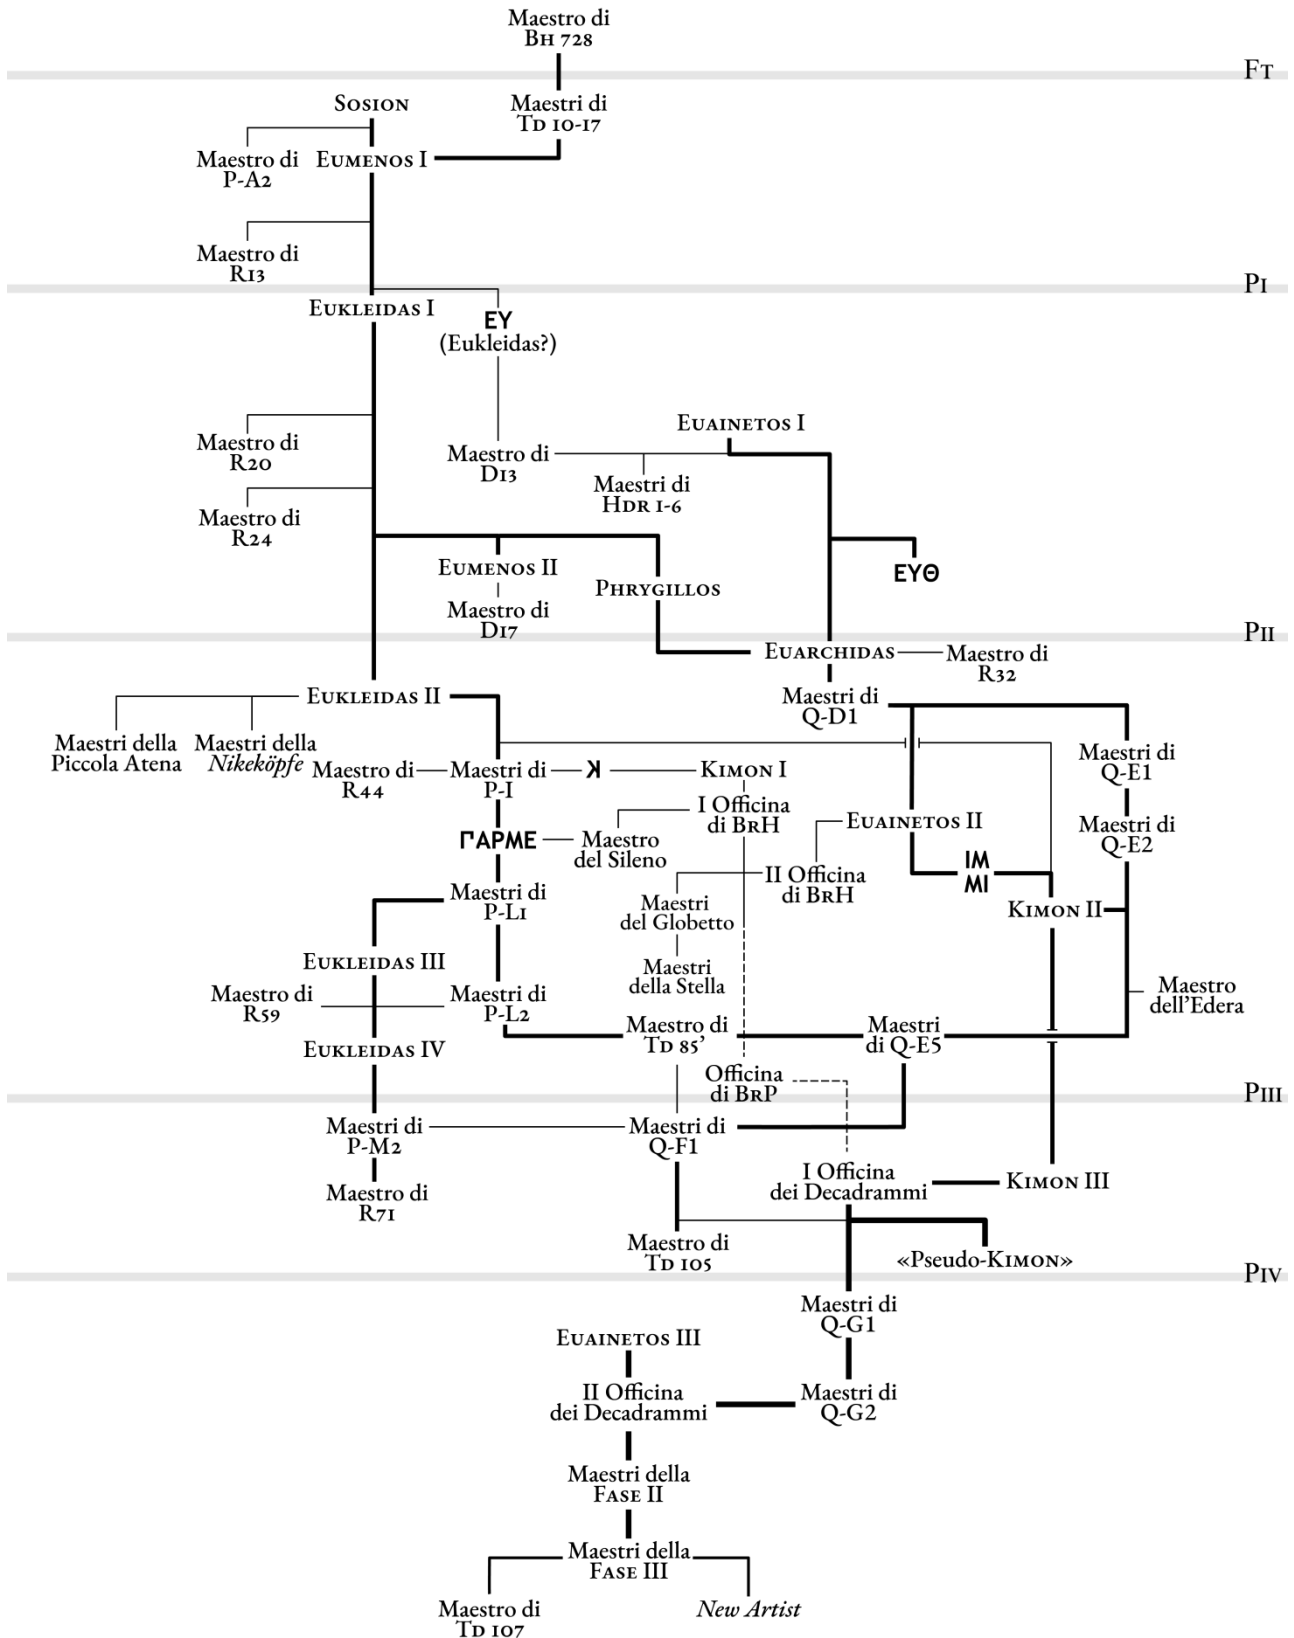 Maestro di
BH 728
FT
SOSION
Maestri di
TD 10-17
Maestro di
P-A2
EUMENOS I
Maestro di
R13
PI
EUKLEIDAS I
ΕΥ
(Eukleidas?)
EUAINETOS I
Maestro di
R20
Maestro di
D13
Maestri di
HDR 1-6
Maestro di
R24
EUMENOS II
PHRYGILLOS
ΕΥΘ
Maestro di
D17
PII
EUARCHIDAS
Maestro di
R32
EUKLEIDAS II
Maestri di
Q-D1
Maestri della
Piccola Atena
Maestri della
Nikeköpfe
Maestro di
R44
Maestri di
P-I
K
KIMON I
Maestri di
Q-E1
I Officina
di BRH
EUAINETOS II
Maestri di
Q-E2
ΓΑΡΜΕ
Maestro
del Sileno
IM
MI
II Officina
di BRH
Maestri di
P-L1
Maestri
del Globetto
KIMON II
EUKLEIDAS III
Maestri
della Stella
Maestro di
R59
Maestri di
P-L2
Maestro
dell’Edera
EUKLEIDAS IV
Maestro di
TD 85’
Maestri
di Q-E5
Officina
di BRP
PIII
Maestri di
P-M2
Maestri di
Q-F1
Maestro di
R71
I Officina
dei Decadrammi
KIMON III
Maestro di
TD 105
«Pseudo-KIMON»
PIV
Maestri di
Q-G1
EUAINETOS III
II Officina
dei Decadrammi
Maestri di
Q-G2
Maestri della
FASE II
Maestri della
FASE III
Maestro di
TD 107
New Artist